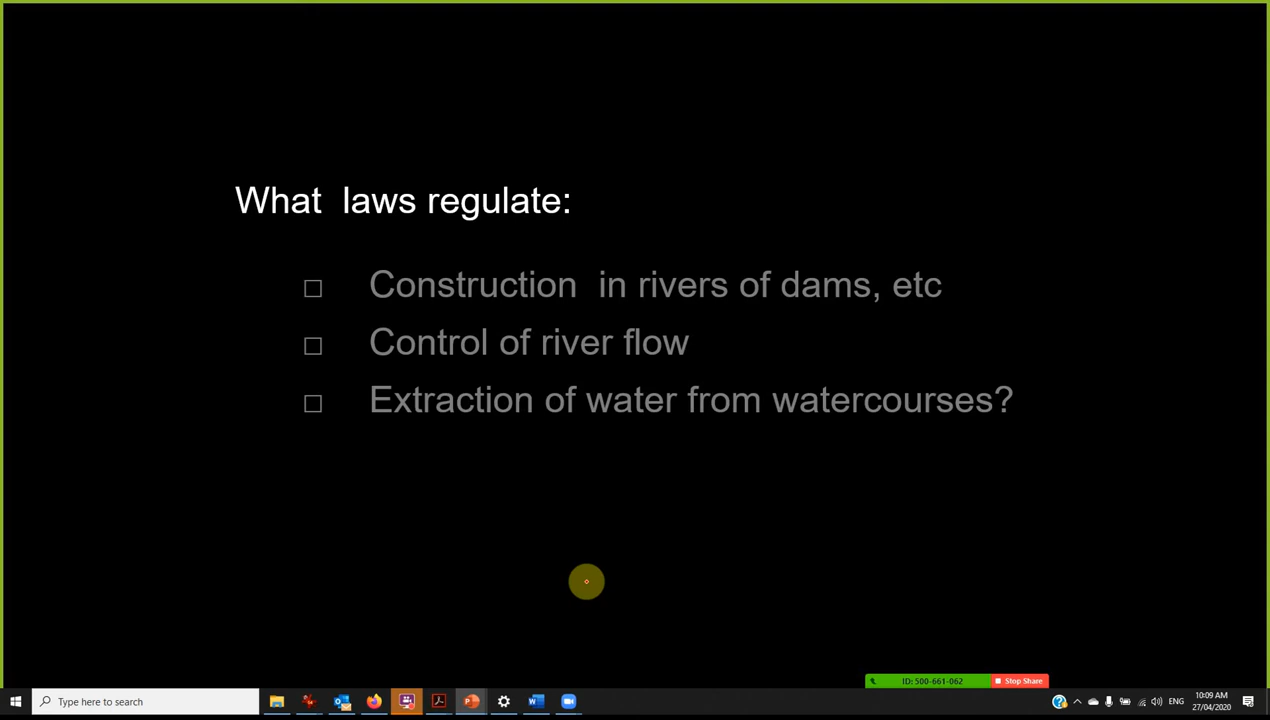 What laws regulate:
□ Construction in rivers of dams, etc
□ Control of river flow
□ Extraction of water from watercourses?
ID: 500-661-062 Stop Share
Type here to search
ENG
10:09 AM
27/04/2020